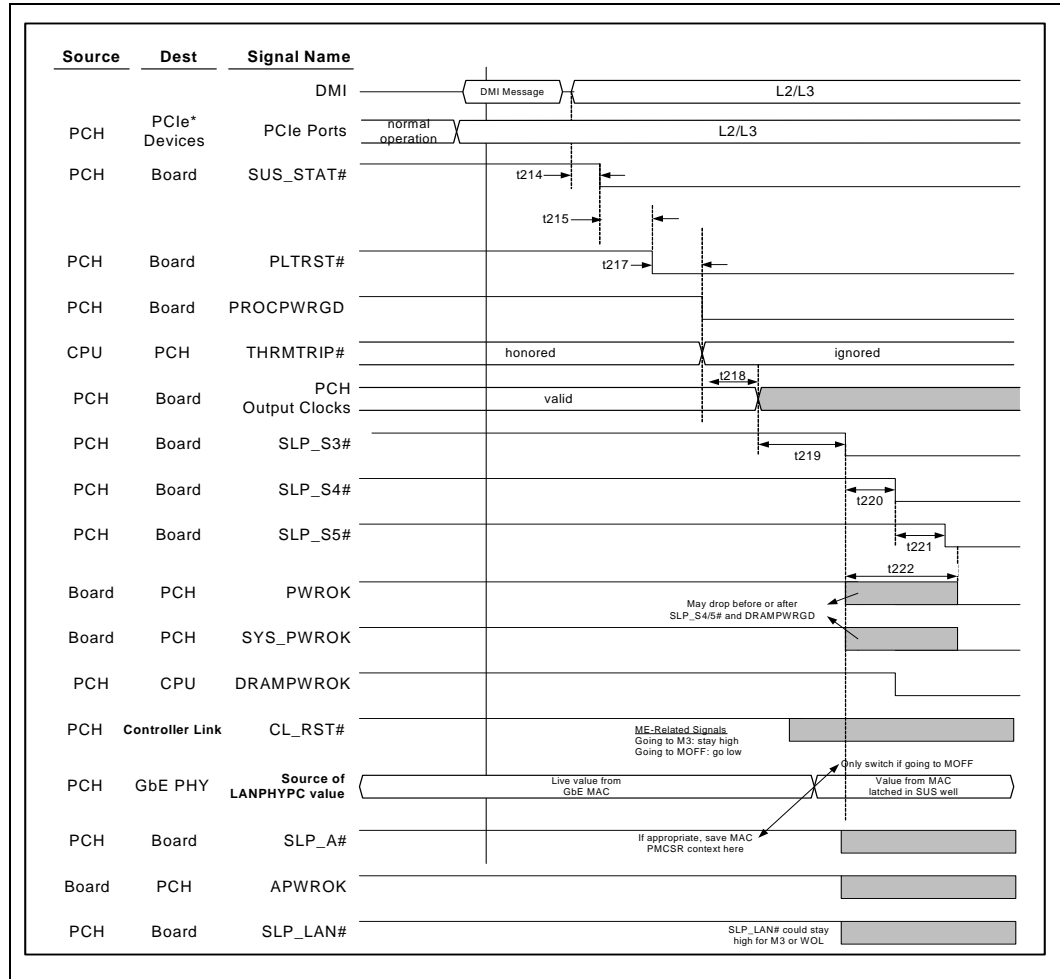 Source Dest Signal Name
DMI
DMI Message
L2/L3
PCH
PCIe*
Devices
PCIe Ports
normal
operation
L2/L3
PCH Board SUS_STAT#
t214
t215
PCH Board PLTRST#
t217
PCH Board PROCPWRGD
CPU PCH THRMTRIP#
honored
ignored
t218
PCH Board
PCH
Output Clocks
valid
PCH Board SLP_S3#
t219
PCH Board SLP_S4#
t220
PCH Board SLP_S5#
t221
t222
Board PCH PWROK
May drop before or after
SLP_S4/5# and DRAMPWRGD
Board PCH SYS_PWROK
PCH CPU DRAMPWROK
PCH Controller Link CL_RST#
ME-Related Signals
Going to M3: stay high
Going to MOFF: go low
Only switch if going to MOFF
PCH GbE PHY
Source of
LANPHYPC value
Live value from
GbE MAC
Value from MAC
latched in SUS well
PCH Board SLP_A#
If appropriate, save MAC
PMCSR context here
Board PCH APWROK
PCH Board SLP_LAN#
SLP_LAN# could stay
high for M3 or WOL